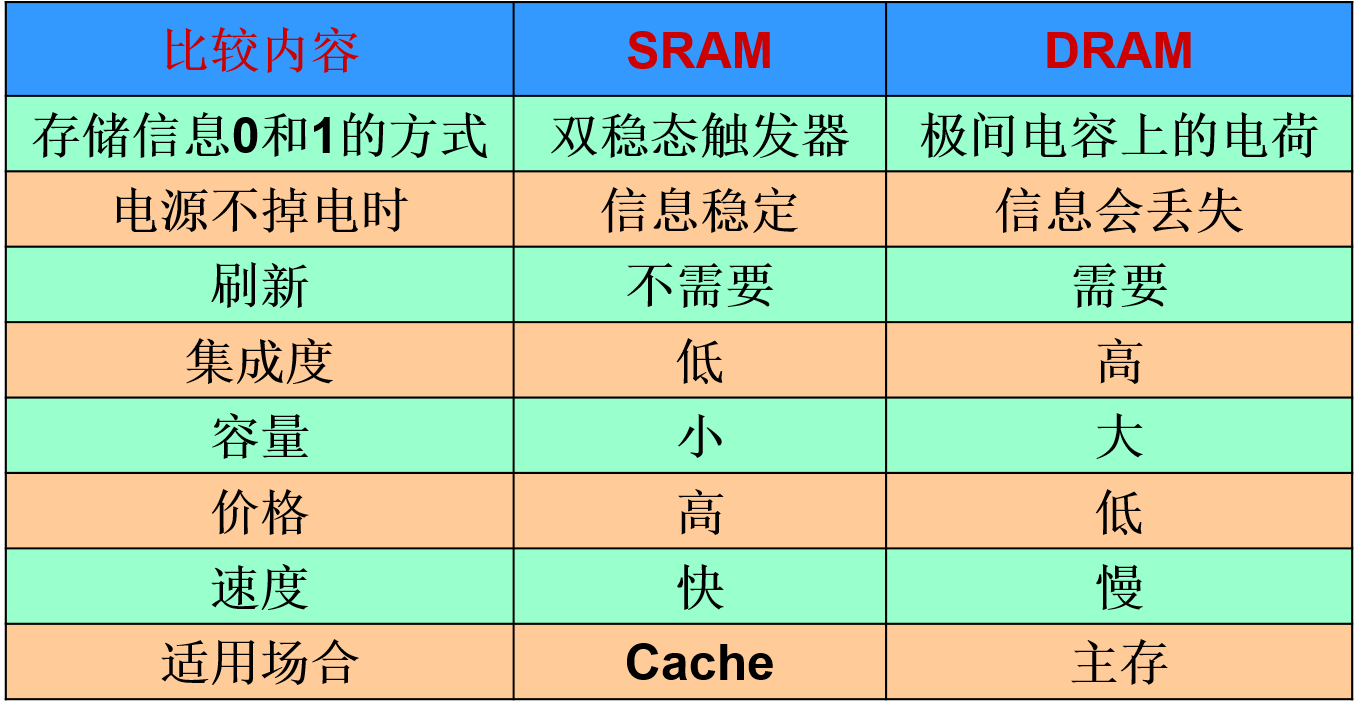 比较内容 SRAM DRAM
存储信息0和1的方式 双稳态触发器 极间电容上的电荷
电源不掉电时 信息稳定 信息会丢失
刷新 不需要 需要
集成度 低 高
容量 小 大
价格 高 低
速度 快 慢
适用场合 Cache 主存